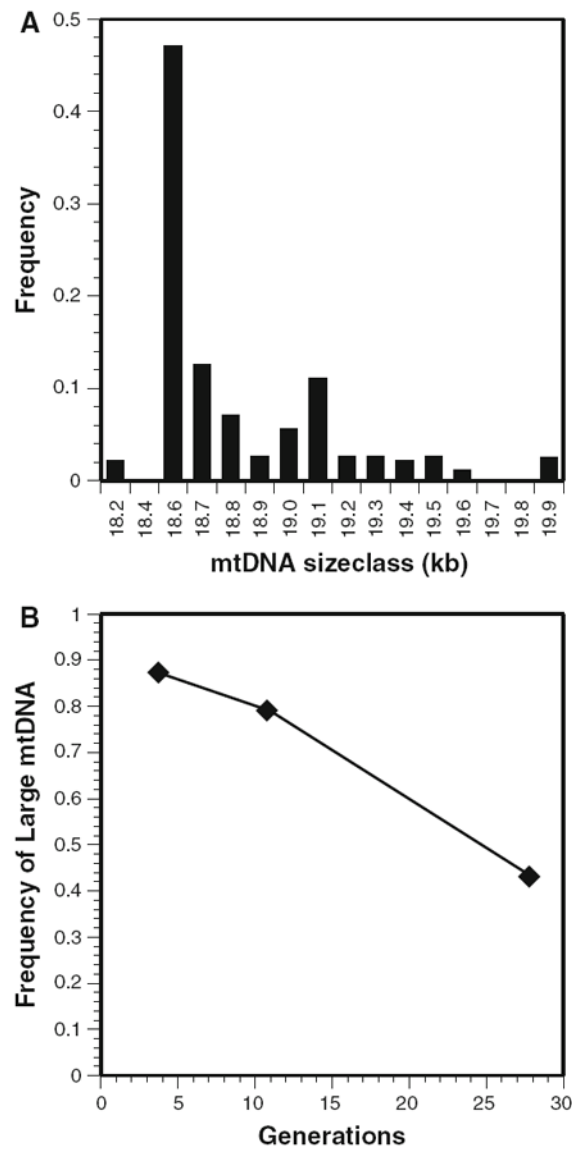 A
0.5
0.4
0.3
0.2
0.1
0
Frequency
18.2 18.4 18.6 18.7 18.8 18.9 19.0 19.1 19.2 19.3 19.4 19.5 19.6 19.7 19.8 19.9
mtDNA sizeclass (kb)
B
1
0.9
0.8
0.7
0.6
0.5
0.4
0.3
0.2
0.1
0
Frequency of Large mtDNA
0 5 10 15 20 25 30
Generations